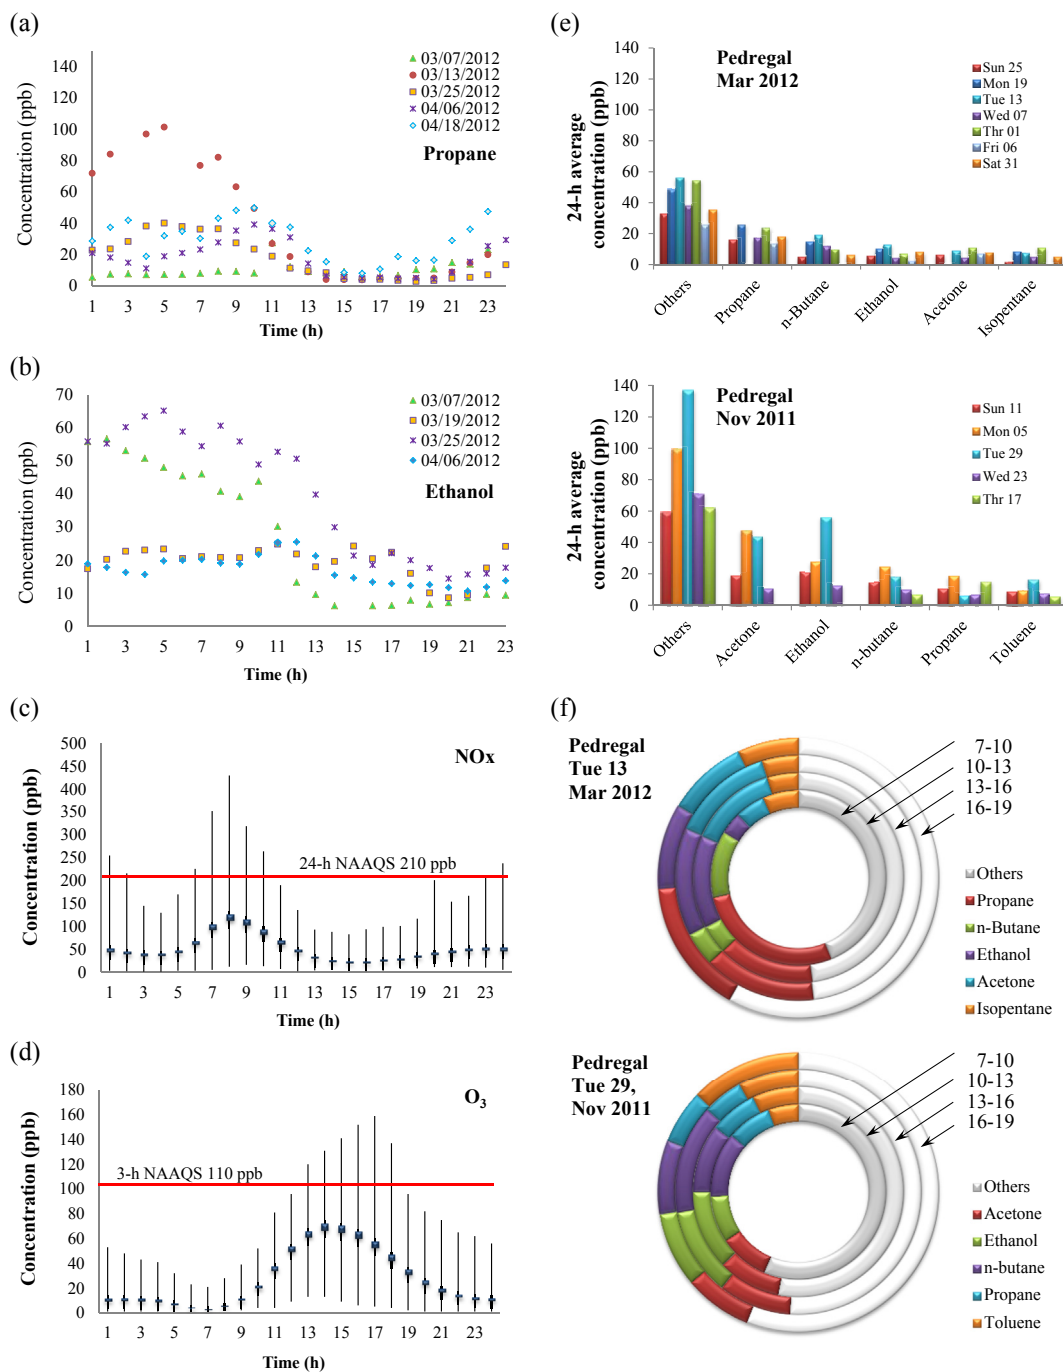 (a)
Concentration (ppb)
140
120
100
80
60
40
20
0
03/07/2012
03/13/2012
03/25/2012
04/06/2012
04/18/2012
Propane
1 3 5 7 9 11 13 15 17 19 21 23
Time (h)
(b)
Concentration (ppb)
70
60
50
40
30
20
10
0
03/07/2012
03/19/2012
03/25/2012
04/06/2012
Ethanol
1 3 5 7 9 11 13 15 17 19 21 23
Time (h)
(c)
Concentration (ppb)
500
450
400
350
300
250
200
150
100
50
0
NOx
24-h NAAQS 210 ppb
1 3 5 7 9 11 13 15 17 19 21 23
Time (h)
(d)
Concentration (ppb)
180
160
140
120
100
80
60
40
20
0
O3
3-h NAAQS 110 ppb
1 3 5 7 9 11 13 15 17 19 21 23
Time (h)
(e)
24-h average
concentration (ppb)
140
120
100
80
60
40
20
0
Pedregal
Mar 2012
Sun 25
Mon 19
Tue 13
Wed 07
Thr 01
Fri 06
Sat 31
Others Propane n-Butane Ethanol Acetone Isopentane
24-h average
concentration (ppb)
140
120
100
80
60
40
20
0
Pedregal
Nov 2011
Sun 11
Mon 05
Tue 29
Wed 23
Thr 17
Others Acetone Ethanol n-butane Propane Toluene
(f)
Pedregal
Tue 13
Mar 2012
7-10
10-13
13-16
16-19
Others
Propane
n-Butane
Ethanol
Acetone
Isopentane
Pedregal
Tue 29,
Nov 2011
7-10
10-13
13-16
16-19
Others
Acetone
Ethanol
n-butane
Propane
Toluene